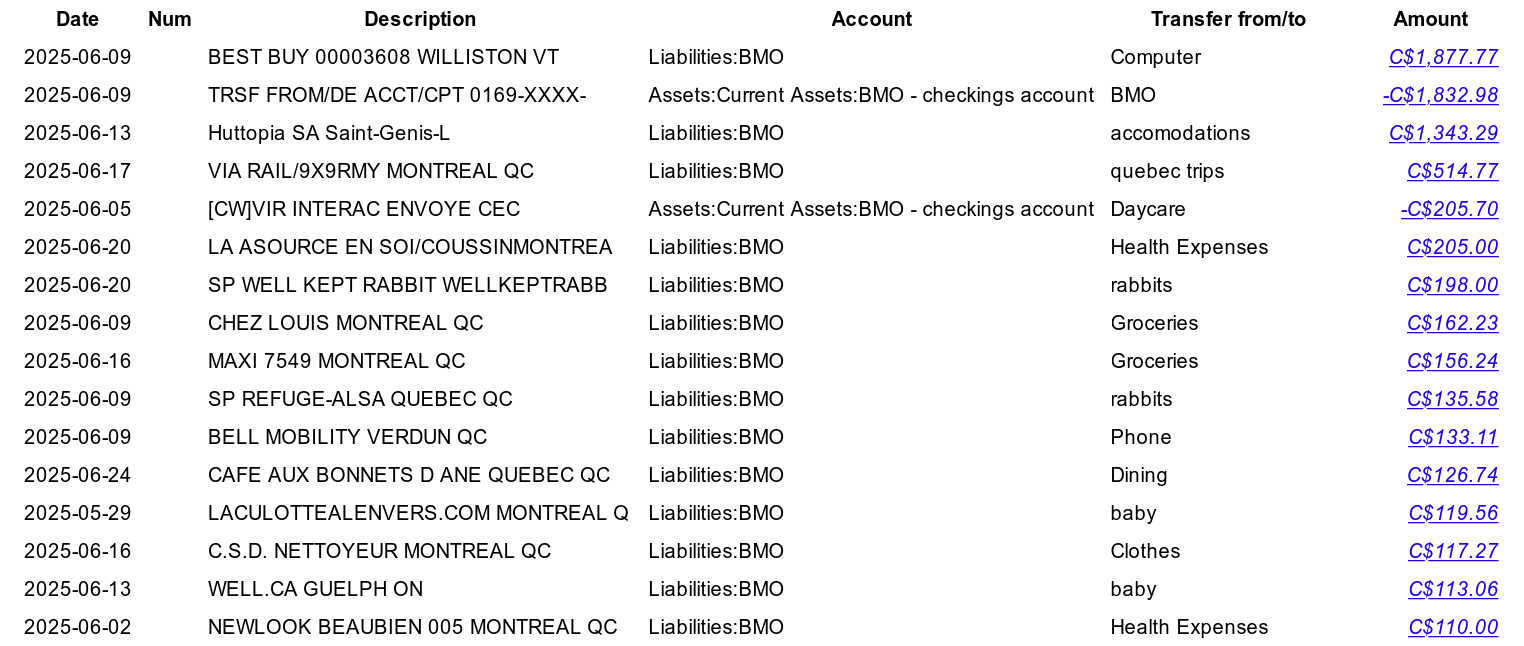 Date Num Description Account Transfer from/to Amount
2025-06-09 BEST BUY 00003608 WILLISTON VT Liabilities:BMO Computer C$1,877.77
2025-06-09 TRSF FROM/DE ACCT/CPT 0169-XXXX- Assets:Current Assets:BMO - checkings account BMO -C$1,832.98
2025-06-13 Huttopia SA Saint-Genis-L Liabilities:BMO accomodations C$1,343.29
2025-06-17 VIA RAIL/9X9RMY MONTREAL QC Liabilities:BMO quebec trips C$514.77
2025-06-05 [CW]VIR INTERAC ENVOYE CEC Assets:Current Assets:BMO - checkings account Daycare -C$205.70
2025-06-20 LA ASOURCE EN SOI/COUSSINMONTREA Liabilities:BMO Health Expenses C$205.00
2025-06-20 SP WELL KEPT RABBIT WELLKEPTRABB Liabilities:BMO rabbits C$198.00
2025-06-09 CHEZ LOUIS MONTREAL QC Liabilities:BMO Groceries C$162.23
2025-06-16 MAXI 7549 MONTREAL QC Liabilities:BMO Groceries C$156.24
2025-06-09 SP REFUGE-ALSA QUEBEC QC Liabilities:BMO rabbits C$135.58
2025-06-09 BELL MOBILITY VERDUN QC Liabilities:BMO Phone C$133.11
2025-06-24 CAFE AUX BONNETS D ANE QUEBEC QC Liabilities:BMO Dining C$126.74
2025-05-29 LACULOTTEALENVERS.COM MONTREAL Q Liabilities:BMO baby C$119.56
2025-06-16 C.S.D. NETTOYEUR MONTREAL QC Liabilities:BMO Clothes C$117.27
2025-06-13 WELL.CA GUELPH ON Liabilities:BMO baby C$113.06
2025-06-02 NEWLOOK BEAUBIEN 005 MONTREAL QC Liabilities:BMO Health Expenses C$110.00